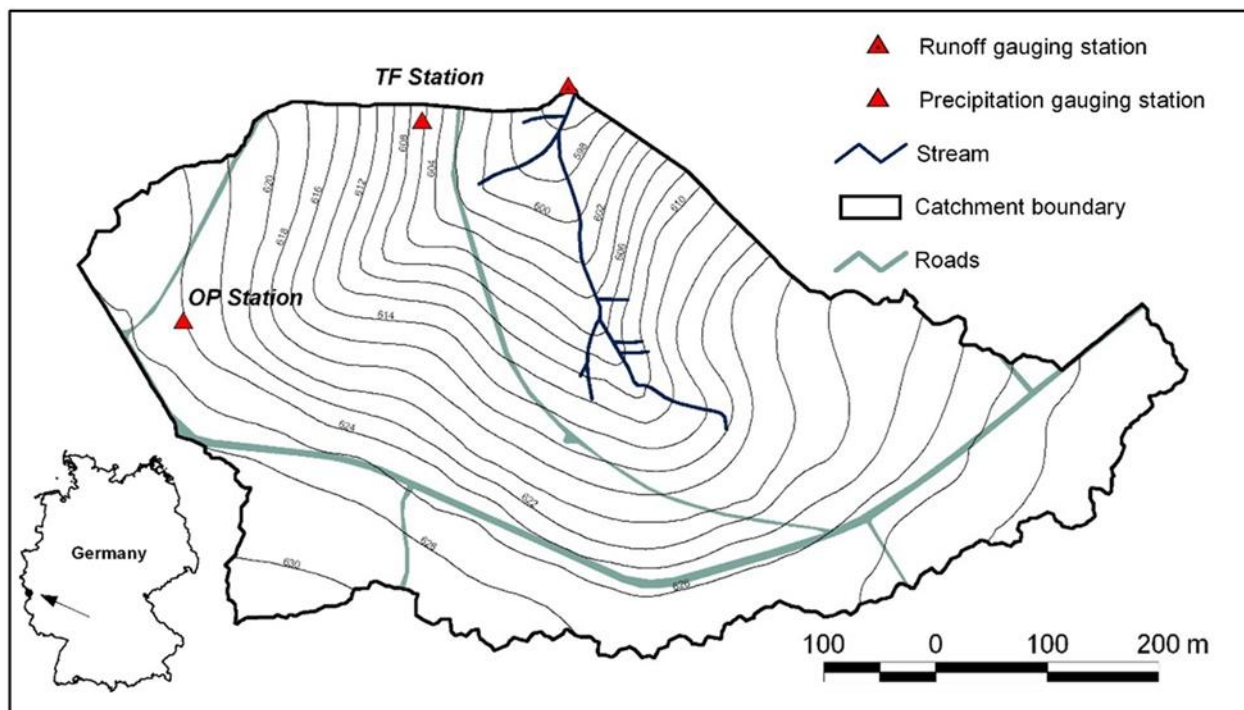 Runoff gauging station
TF Station
Precipitation gauging station
608
604
598
Stream
620
616
612
610
600
602
Catchment boundary
618
606
Roads
OP Station
614
624
622
Germany
628
626
630
100 0 100 200 m